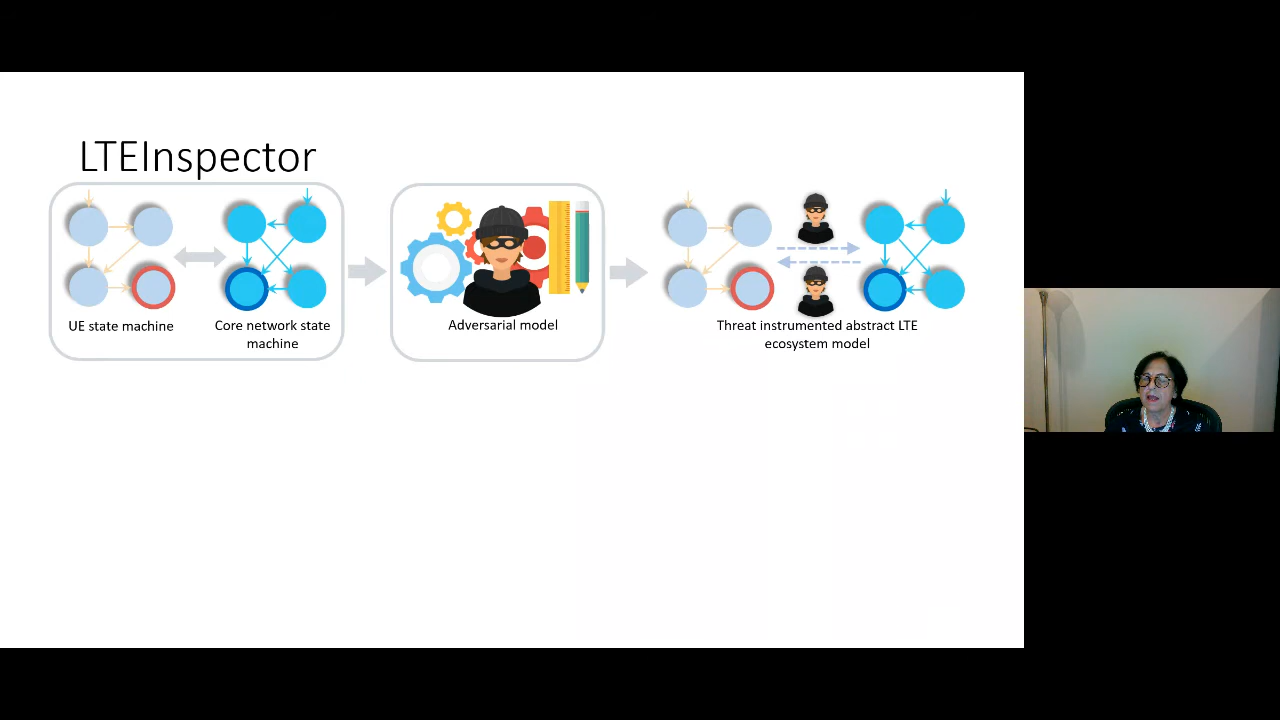 LTEInspector
UE state machine
Core network state
machine
Adversarial model
Threat instrumented abstract LTE
ecosystem model